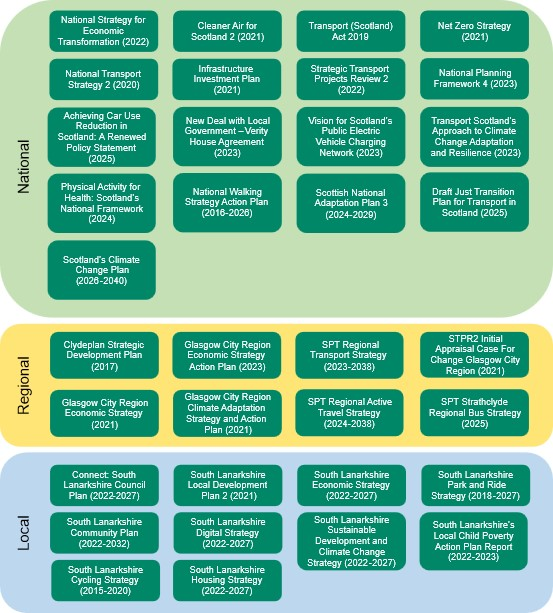 National
National Strategy for
Economic
Transformation (2022)
Cleaner Air for
Scotland 2 (2021)
Transport (Scotland)
Act 2019
Net Zero Strategy
(2021)
National Transport
Strategy 2 (2020)
Infrastructure
Investment Plan
(2021)
Strategic Transport
Projects Review 2
(2022)
National Planning
Framework 4 (2023)
Achieving Car Use
Reduction in
Scotland: A Renewed
Policy Statement
(2025)
New Deal with Local
Government – Verity
House Agreement
(2023)
Vision for Scotland's
Public Electric
Vehicle Charging
Network (2023)
Transport Scotland's
Approach to Climate
Change Adaptation
and Resilience (2023)
Physical Activity for
Health: Scotland's
National Framework
(2024)
National Walking
Strategy Action Plan
(2016-2026)
Scottish National
Adaptation Plan 3
(2024-2029)
Draft Just Transition
Plan for Transport in
Scotland (2025)
Scotland's Climate
Change Plan
(2026-2040)
Regional
Clydeplan Strategic
Development Plan
(2017)
Glasgow City Region
Economic Strategy
Action Plan (2023)
SPT Regional
Transport Strategy
(2023-2038)
STPR2 Initial
Appraisal Case For
Change Glasgow City
Region (2021)
Glasgow City Region
Economic Strategy
(2021)
Glasgow City Region
Climate Adaptation
Strategy and Action
Plan (2021)
SPT Regional Active
Travel Strategy
(2024-2038)
SPT Strathclyde
Regional Bus Strategy
(2025)
Local
Connect: South
Lanarkshire Council
Plan (2022-2027)
South Lanarkshire
Local Development
Plan 2 (2021)
South Lanarkshire
Economic Strategy
(2022-2027)
South Lanarkshire
Park and Ride
Strategy (2018-2027)
South Lanarkshire
Community Plan
(2022-2032)
South Lanarkshire
Digital Strategy
(2022-2027)
South Lanarkshire
Sustainable
Development and
Climate Change
Strategy (2022-2027)
South Lanarkshire's
Local Child Poverty
Action Plan Report
(2022-2023)
South Lanarkshire
Cycling Strategy
(2015-2020)
South Lanarkshire
Housing Strategy
(2022-2027)